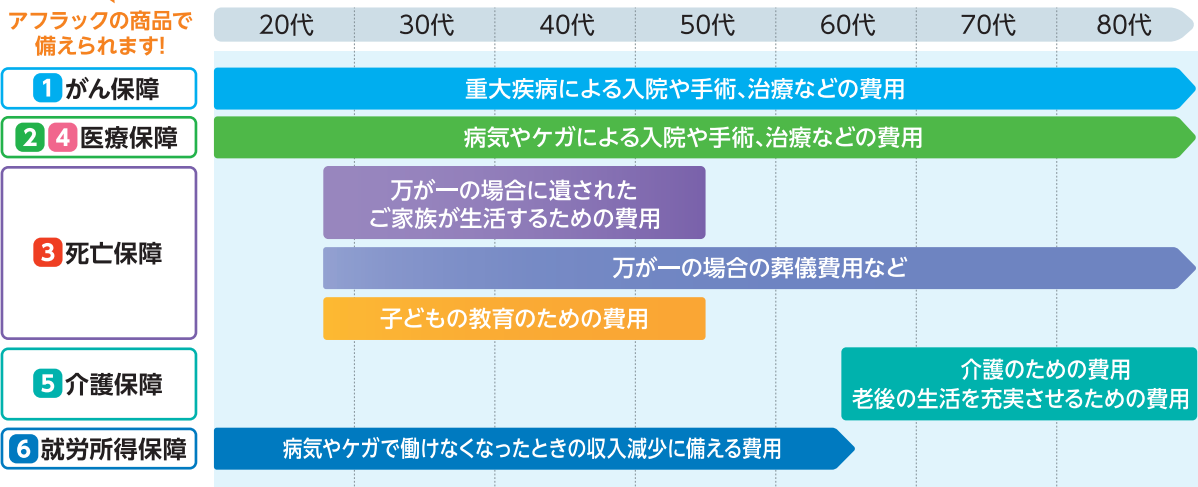 アフラックの商品で
備えられます!
20代 30代 40代 50代 60代 70代 80代
1 がん保障
重大疾病による入院や手術、治療などの費用
2 4 医療保障
病気やケガによる入院や手術、治療などの費用
3 死亡保障
万が一の場合に遺された
ご家族が生活するための費用
万が一の場合の葬儀費用など
子どもの教育のための費用
5 介護保障
介護のための費用
老後の生活を充実させるための費用
6 就労所得保障
病気やケガで働けなくなったときの収入減少に備える費用